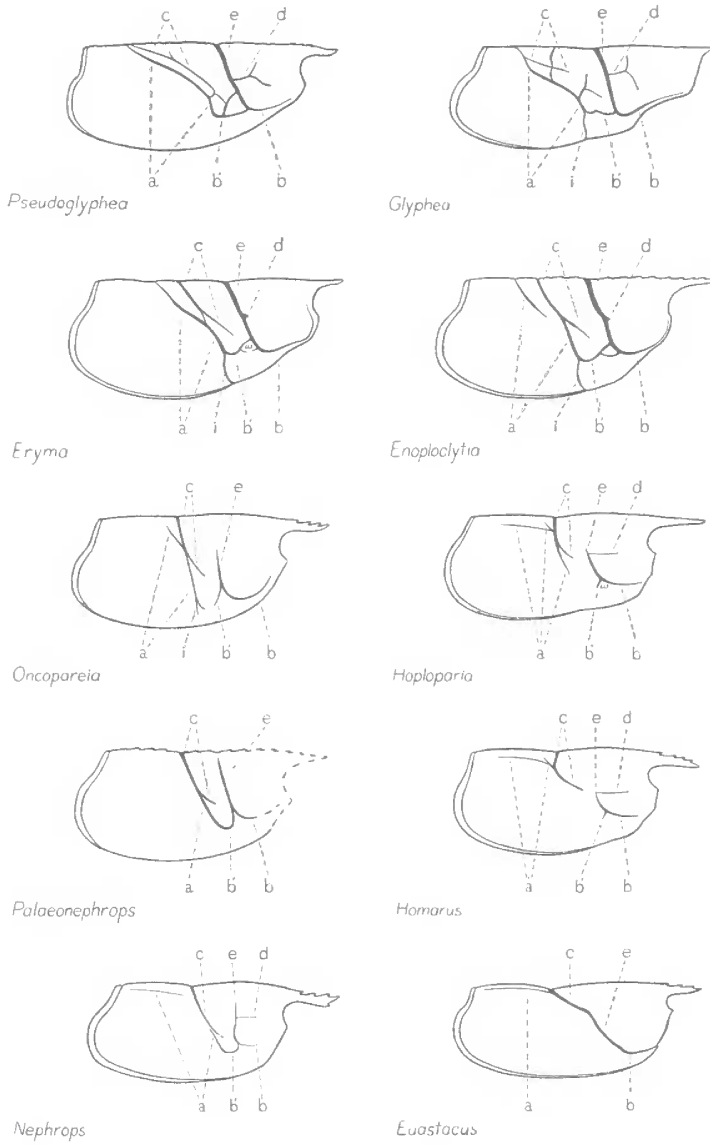 c e d
a b b
Pseudoglyphea
c e d
a i b b
Glyphea
c e d
a i b b
Eryma
c e d
a i b b
Enoploclytia
c e
a i b b
Oncopareia
c e d
a b b
Hoploparia
c e
a b b
Palaeonephrops
c e d
a b b
Homarus
c e d
a b b
Nephrops
c e
a b
Euastacus